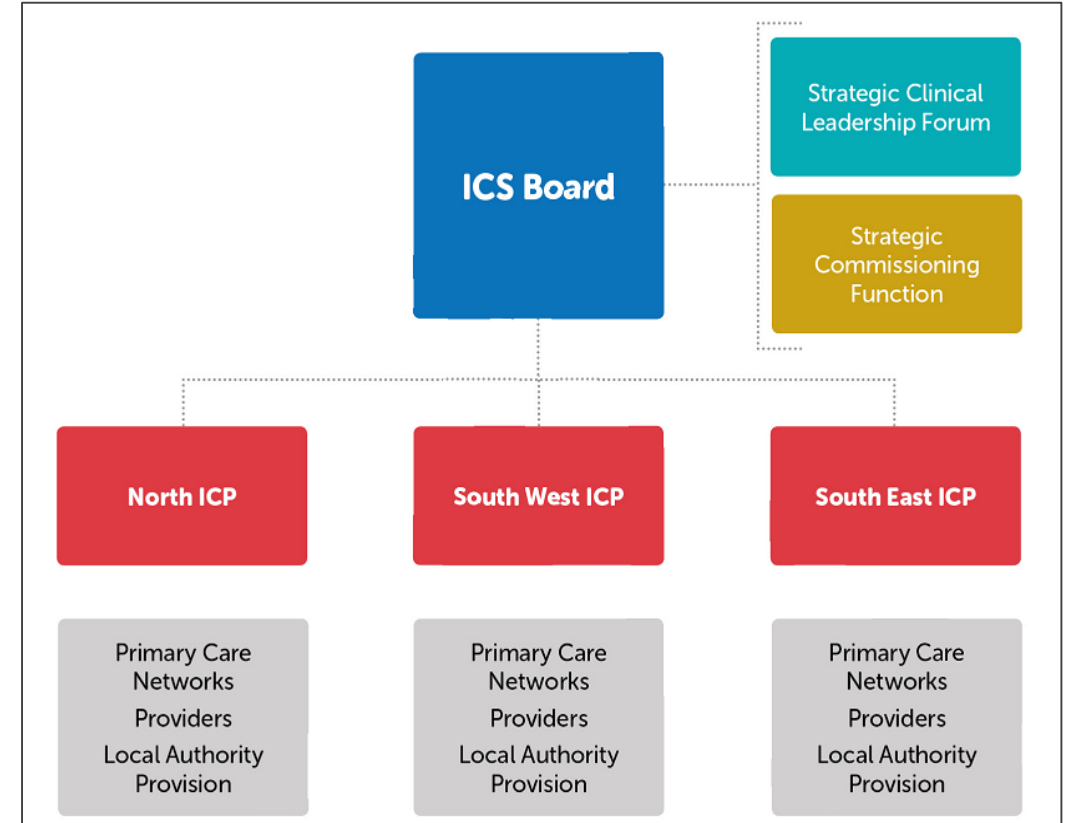 ICS Board
Strategic Clinical
Leadership Forum
Strategic
Commissioning
Function
North ICP
South West ICP
South East ICP
Primary Care
Networks
Providers
Local Authority
Provision
Primary Care
Networks
Providers
Local Authority
Provision
Primary Care
Networks
Providers
Local Authority
Provision